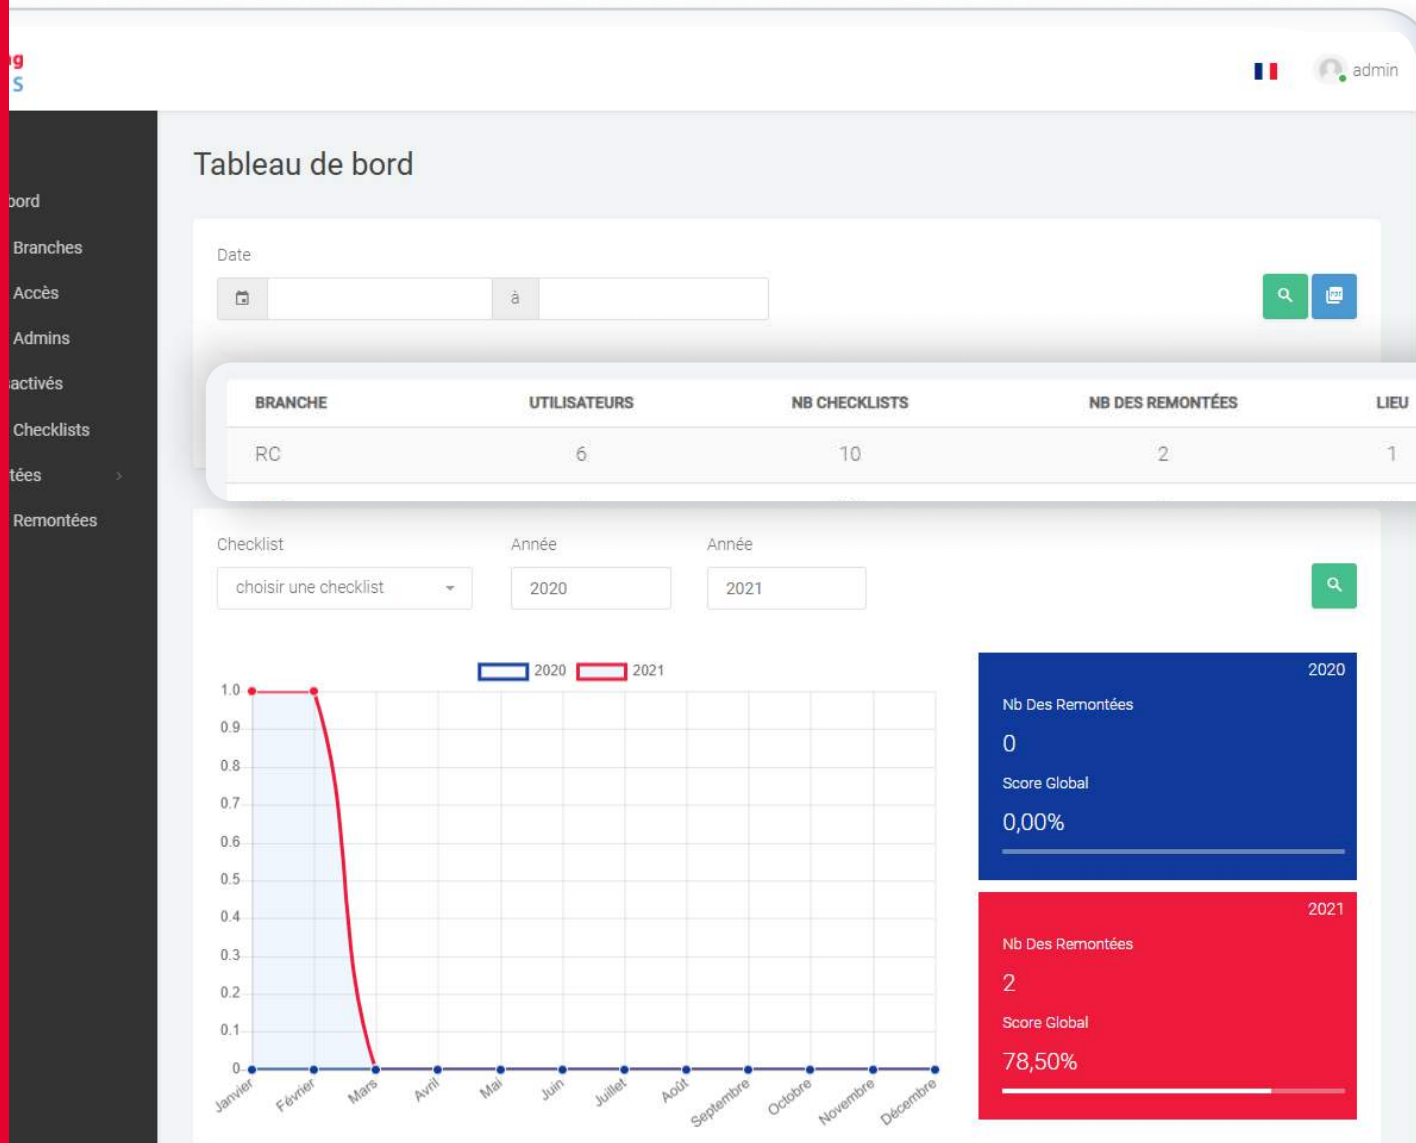 g
S
admin
Tableau de bord
bord
Branches
Accès
Admins
sactivés
Checklists
tées
Remontées
Date
à
PDF
BRANCHE UTILISATEURS NB CHECKLISTS NB DES REMONTÉES LIEU
RC 6 10 2 1
Checklist Année Année
choisir une checklist 2020 2021
2020 2021
1.0
0.9
0.8
0.7
0.6
0.5
0.4
0.3
0.2
0.1
0
Janvier Février Mars Avril Mai Juin Juillet Août Septembre Octobre Novembre Décembre
2020
Nb Des Remontées
0
Score Global
0,00%
2021
Nb Des Remontées
2
Score Global
78,50%